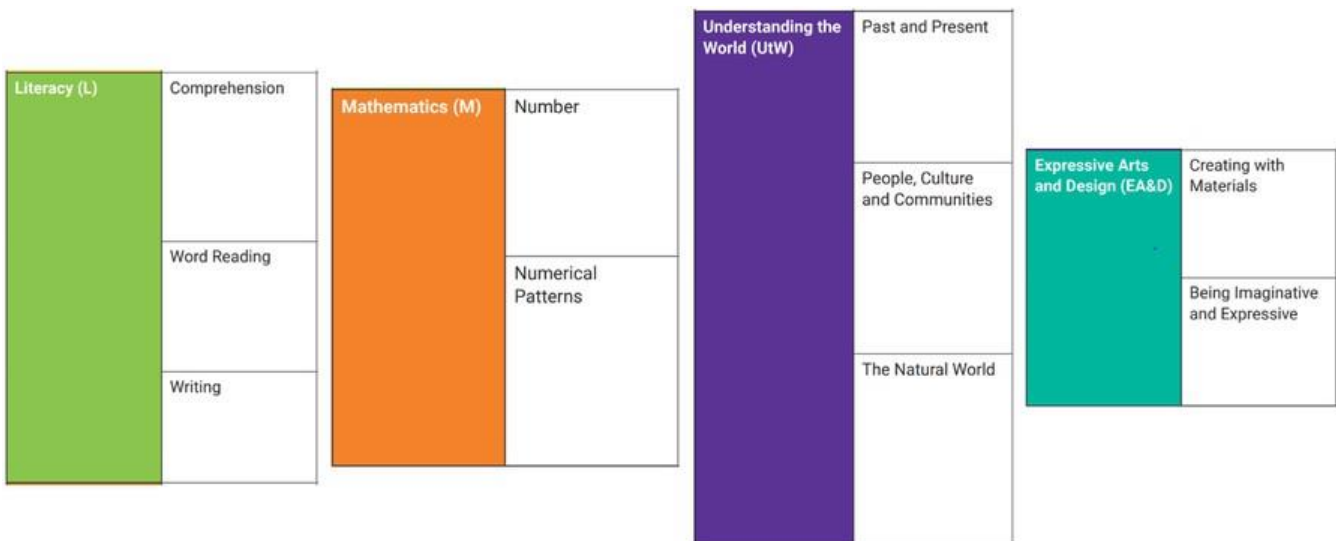 Literacy (L)
Comprehension
Word Reading
Writing
Mathematics (M)
Number
Numerical
Patterns
Understanding the
World (UtW)
Past and Present
People, Culture
and Communities
The Natural World
Expressive Arts
and Design (EA&D)
Creating with
Materials
Being Imaginative
and Expressive